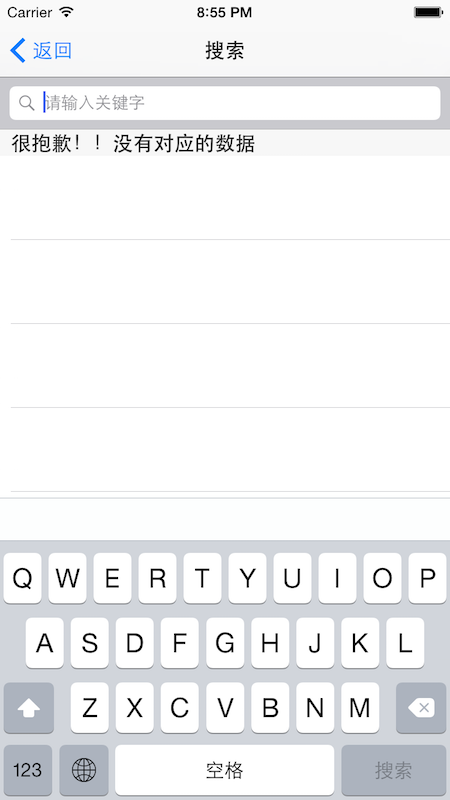 Carrier 8:55 PM
返回 搜索
请输入关键字
很抱歉！！没有对应的数据
Q W E R T Y U I O P
A S D F G H J K L
Z X C V B N M
123 空格 搜索